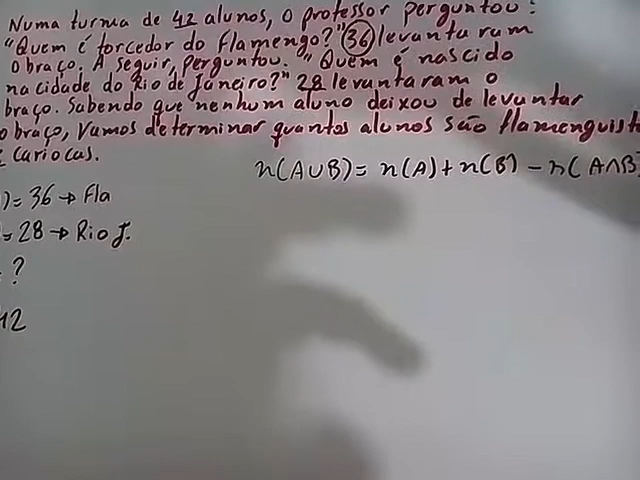 Numa turma de 42 alunos, o professor perguntou:
"Quem é torcedor do Flamengo?" 36 levantaram
o braço. A seguir, perguntou. "Quem é nascido
na cidade do Rio de Janeiro?" 28 levantaram o
braço. Sabendo que nenhum aluno deixou de levantar
o braço, Vamos determinar quantos alunos são flamenguist
cariocas.
n(A∪B) = n(A) + n(B) - n(A∩B
) = 36 → Fla
= 28 → Rio J.
= ?
42